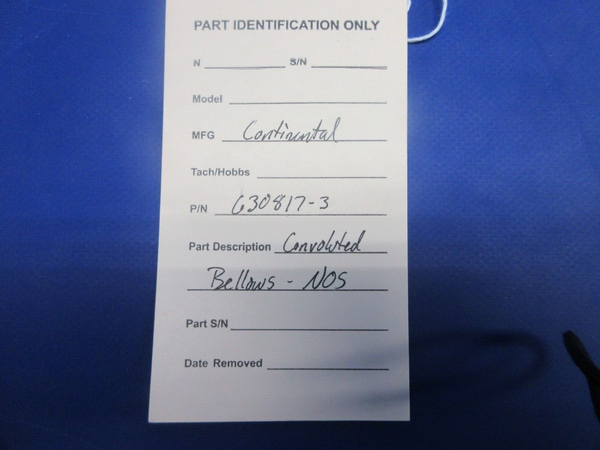 PART IDENTIFICATION ONLY
N S/N
Model
MFG Continental
Tach/Hobbs
P/N 630817-3
Part Description Convoluted
Bellows - NOS
Part S/N
Date Removed